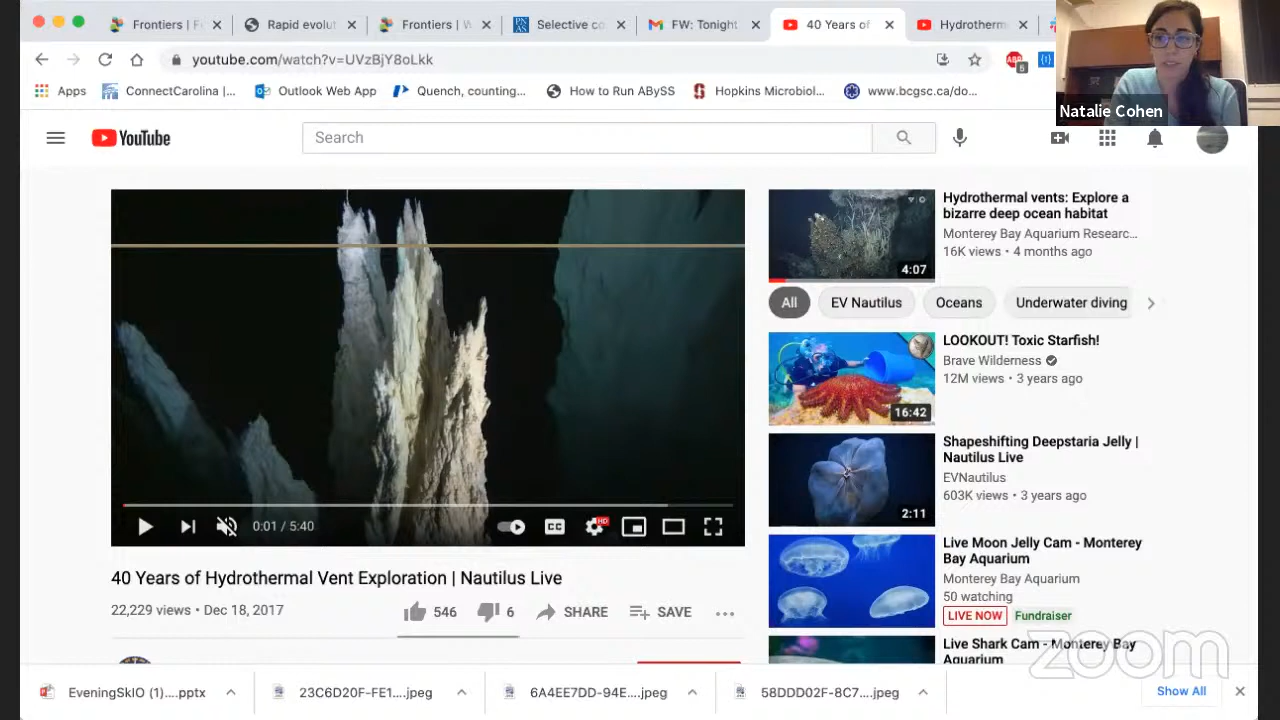 Frontiers | F
Rapid evolut
Frontiers | V
Selective co
FW: Tonight
40 Years of
Hydrotherm
youtube.com/watch?v=UVzBjY8oLkk
ABP
6
Apps
ConnectCarolina |...
Outlook Web App
Quench, counting...
How to Run ABySS
Hopkins Microbiol...
www.bcgsc.ca/do...
Natalie Cohen
YouTube
Search
Hydrothermal vents: Explore a
bizarre deep ocean habitat
Monterey Bay Aquarium Researc...
16K views • 4 months ago
4:07
All
EV Nautilus
Oceans
Underwater diving
LOOKOUT! Toxic Starfish!
Brave Wilderness
12M views • 3 years ago
16:42
Shapeshifting Deepstaria Jelly |
Nautilus Live
EVNautilus
603K views • 3 years ago
2:11
0:01 / 5:40
CC
HD
Live Moon Jelly Cam - Monterey
Bay Aquarium
Monterey Bay Aquarium
50 watching
LIVE NOW
Fundraiser
40 Years of Hydrothermal Vent Exploration | Nautilus Live
22,229 views • Dec 18, 2017
546
6
SHARE
SAVE
Live Shark Cam - Monterey Bay
Aquarium
zoom
EveningSkIO (1)....pptx
23C6D20F-FE1....jpeg
6A4EE7DD-94E....jpeg
58DDD02F-8C7....jpeg
Show All